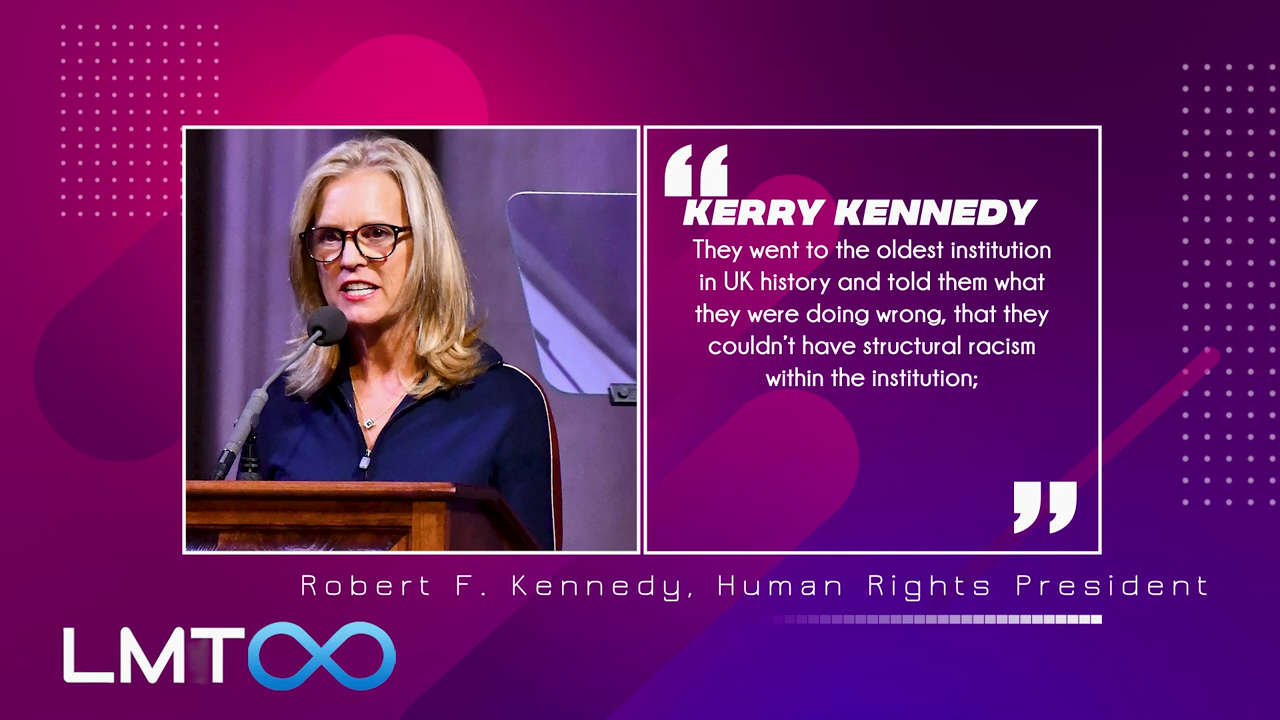 KERRY KENNEDY
They went to the oldest institution
in UK history and told them what
they were doing wrong, that they
couldn't have structural racism
within the institution;
Robert F. Kennedy, Human Rights President
LMT